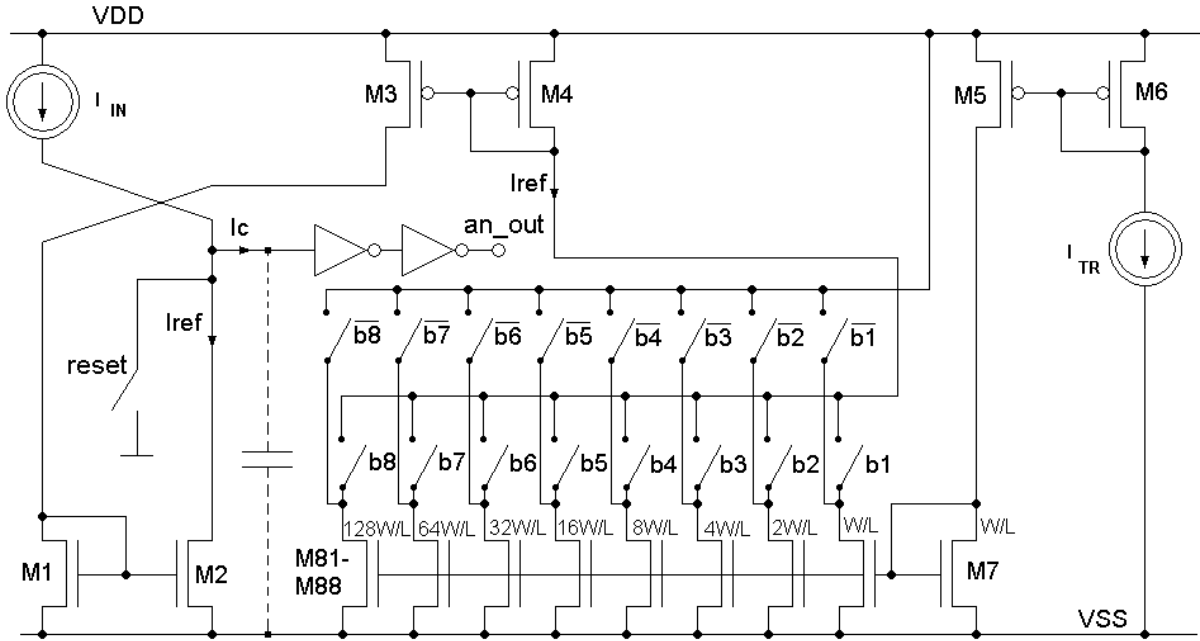 VDD
I IN
M3
M4
M5
M6
Iref
Ic
an_out
I TR
Iref
reset
b8 b7 b6 b5 b4 b3 b2 b1
b8 b7 b6 b5 b4 b3 b2 b1
128W/L 64W/L 32W/L 16W/L 8W/L 4W/L 2W/L W/L W/L
M1
M2
M81-
M88
M7
VSS